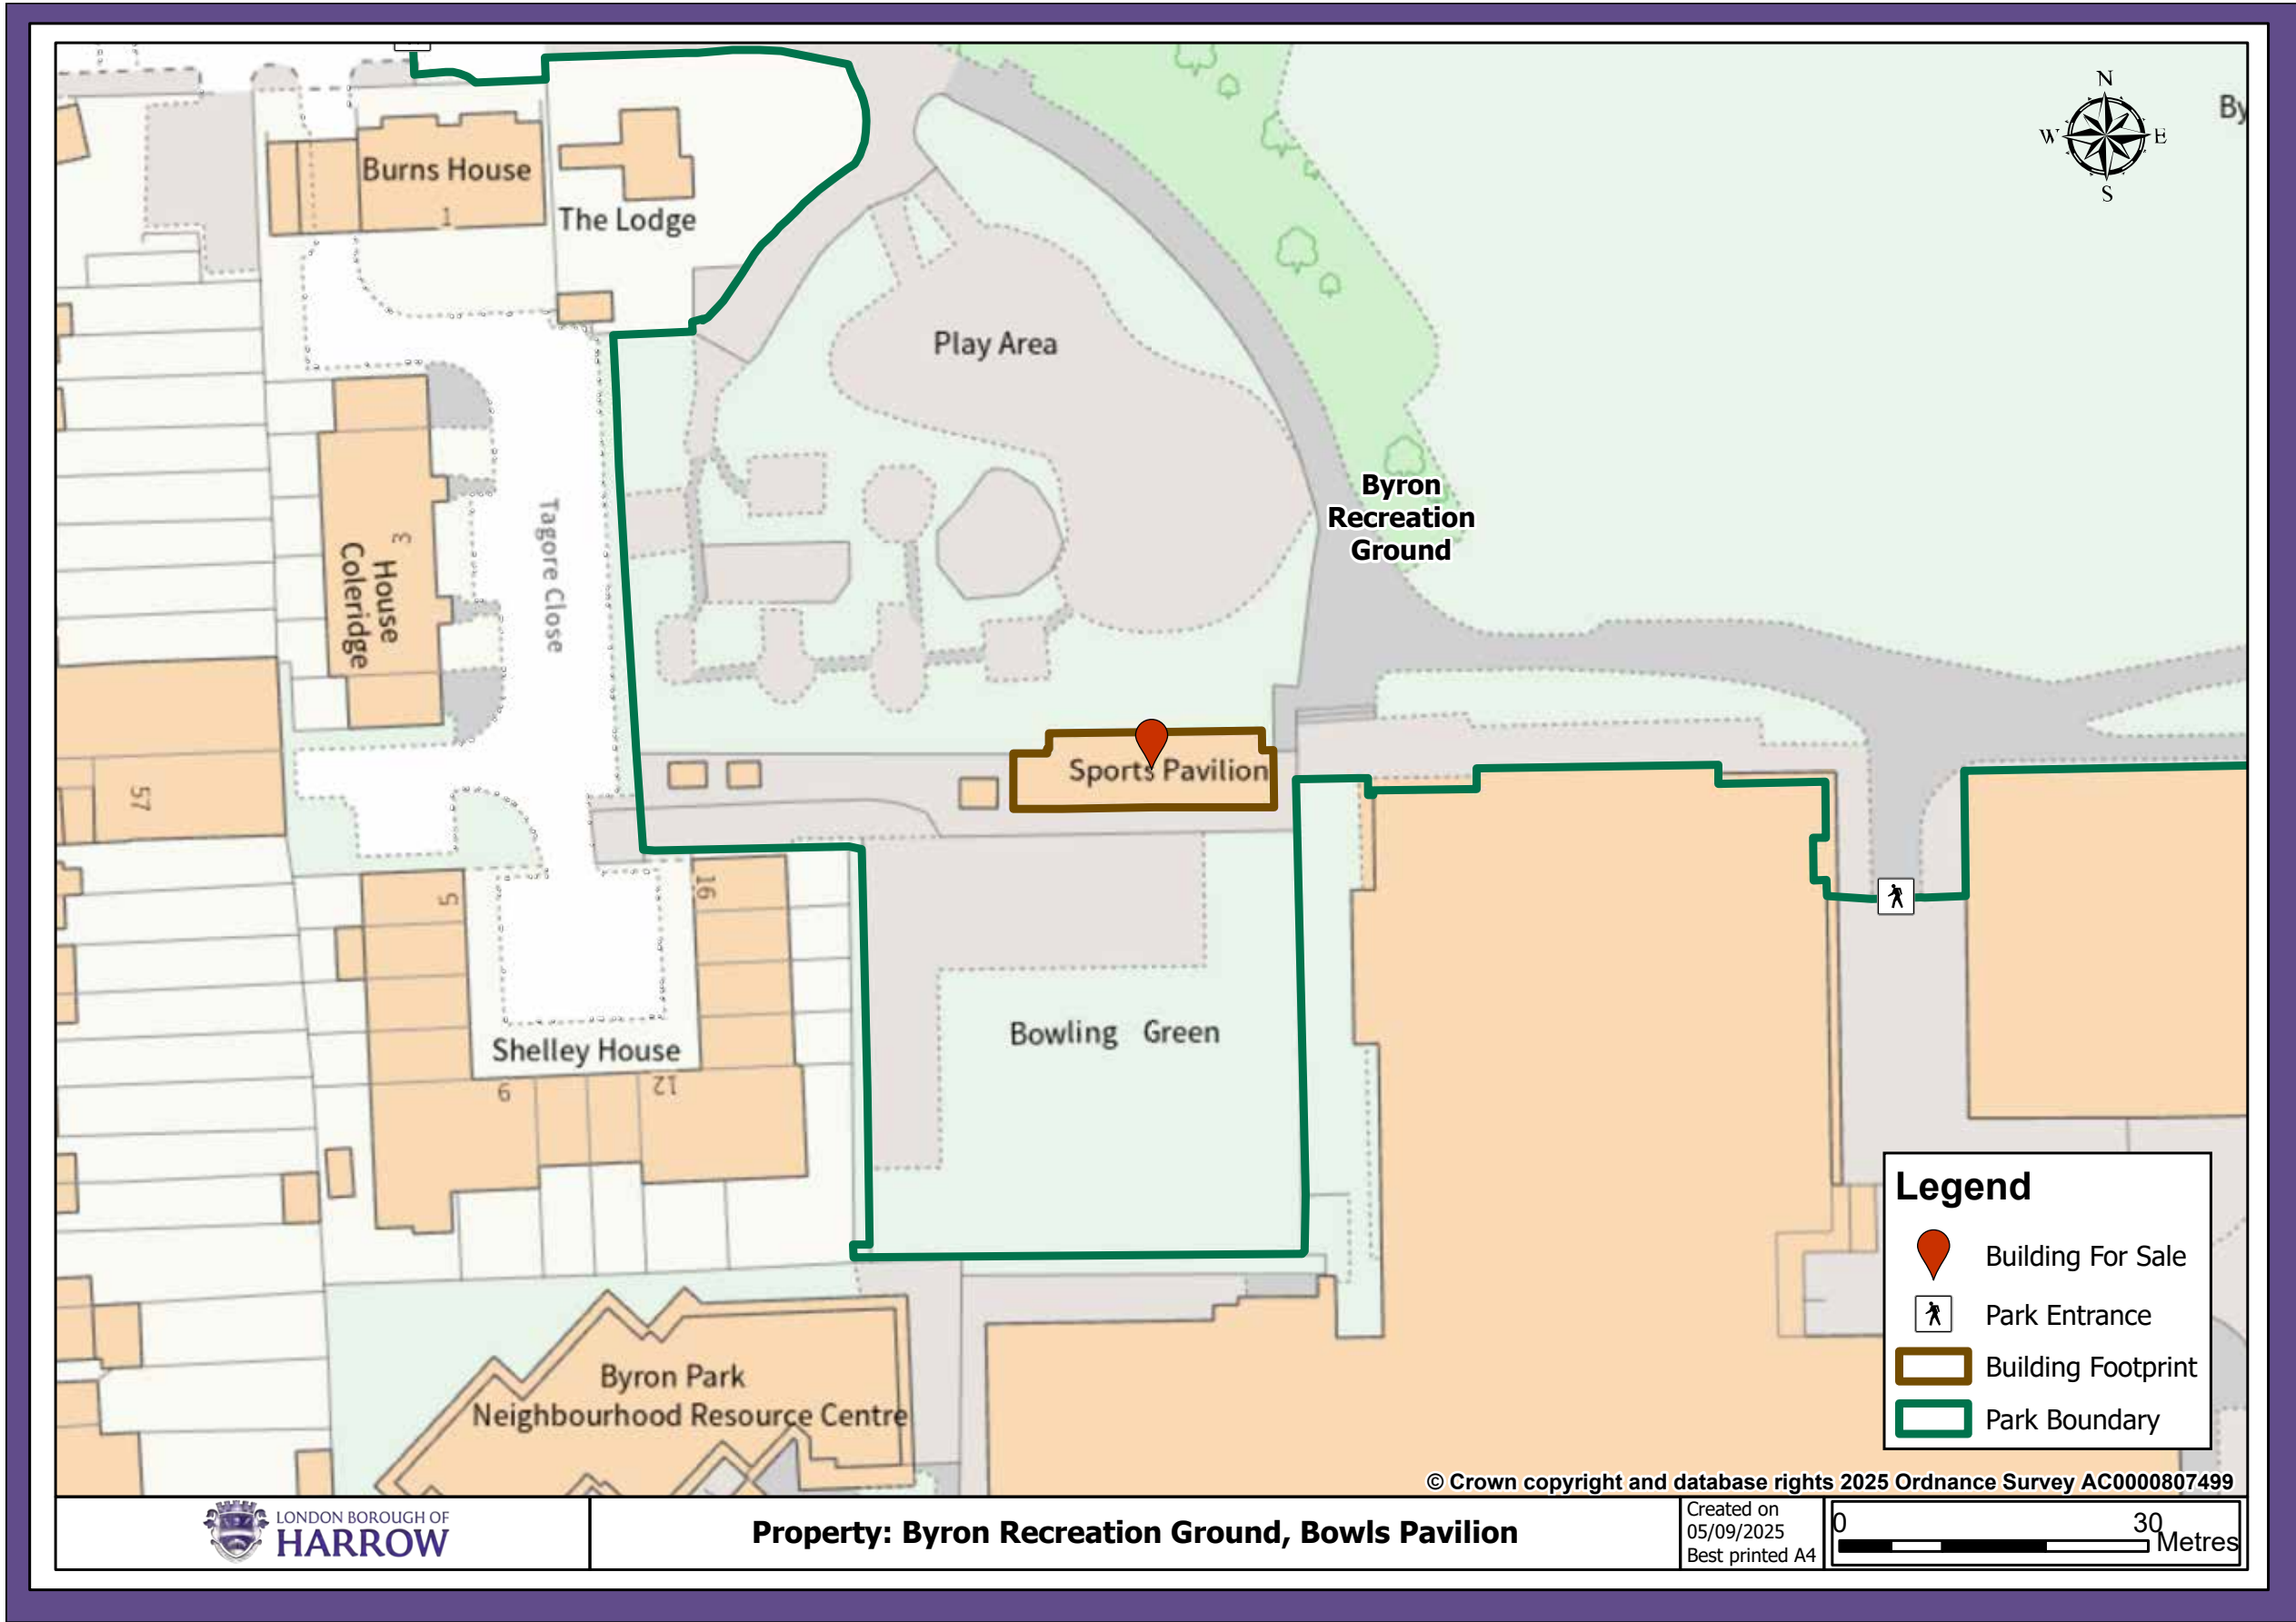 N
W
E
S
By
Burns House
1
The Lodge
Play Area
Byron
Recreation
Ground
Tagore Close
3
House
Coleridge
Sports Pavilion
57
5
16
Bowling Green
Shelley House
9
12
Byron Park
Neighbourhood Resource Centre
Legend
Building For Sale
Park Entrance
Building Footprint
Park Boundary
© Crown copyright and database rights 2025 Ordnance Survey AC0000807499
LONDON BOROUGH OF
HARROW
Property: Byron Recreation Ground, Bowls Pavilion
Created on
05/09/2025
Best printed A4
0
30
Metres